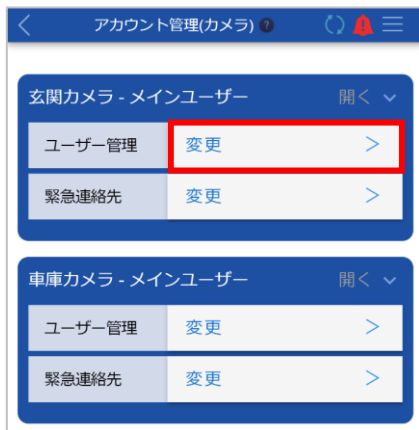 アカウント管理(カメラ) ?
玄関カメラ - メインユーザー 開く
ユーザー管理 変更 >
緊急連絡先 変更 >
車庫カメラ - メインユーザー 開く
ユーザー管理 変更 >
緊急連絡先 変更 >